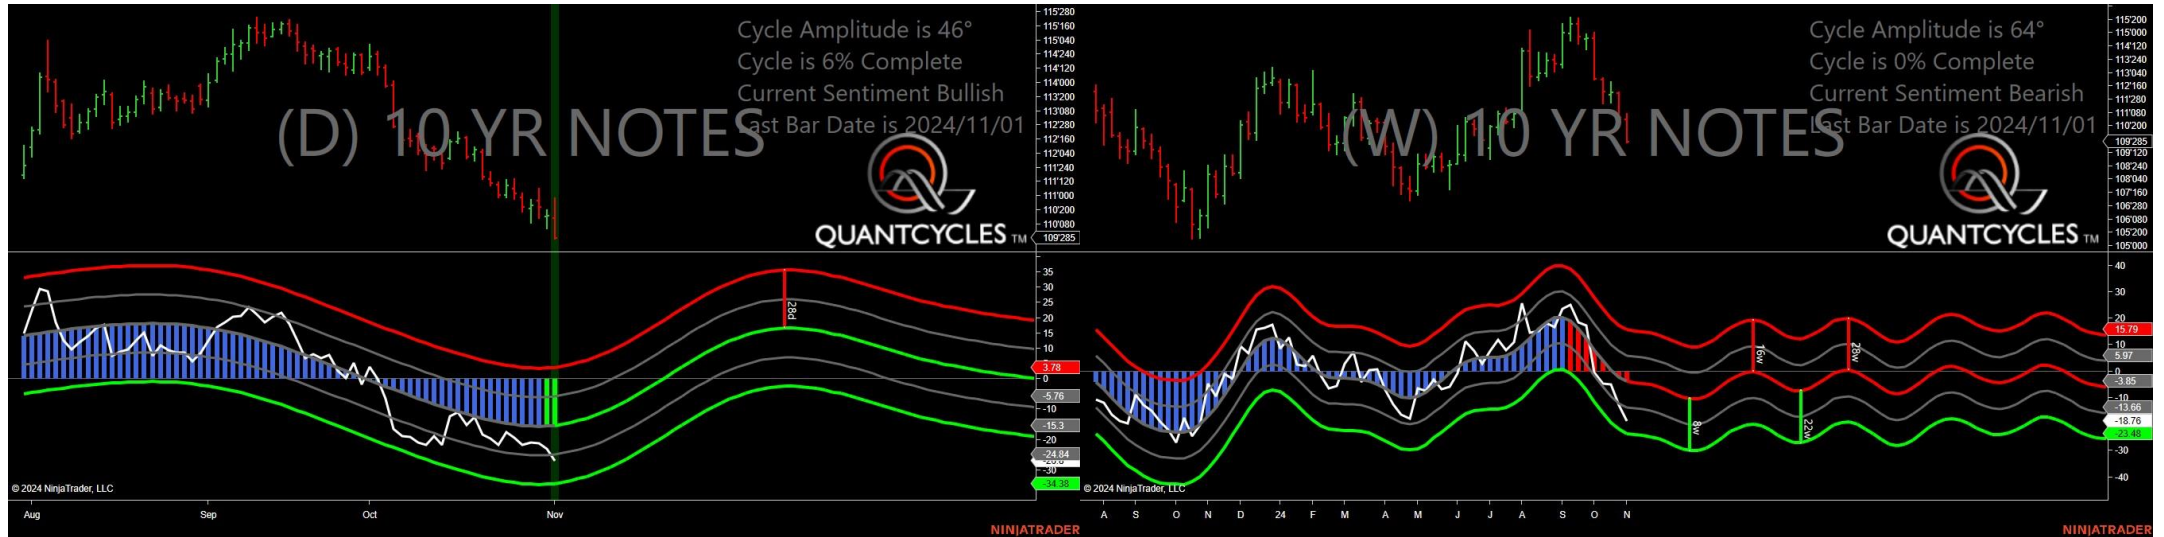 115'280
115'160
115'040
114'240
114'120
114'000
113'200
113'080
112'280
112'160
112'040
111'240
111'120
111'000
110'200
110'080
109'285
Cycle Amplitude is 46°
Cycle is 6% Complete
Current Sentiment Bullish
Last Bar Date is 2024/11/01
(D) 10 YR NOTES
QUANTCYCLES TM
35
30
25
20
15
10
3.78
0
-5.76
-10
-15.3
-20
-24.84
-30
-34.38
28d
© 2024 NinjaTrader, LLC
Aug
Sep
Oct
Nov
NINJATRADER
115'200
115'000
114'120
113'240
113'040
112'160
111'280
111'080
110'200
109'285
109'120
108'240
108'040
107'160
106'280
106'080
105'200
105'000
Cycle Amplitude is 64°
Cycle is 0% Complete
Current Sentiment Bearish
Last Bar Date is 2024/11/01
(W) 10 YR NOTES
QUANTCYCLES TM
40
30
20
15.79
10
5.97
0
-3.85
-10
-13.66
-18.76
-23.48
-30
-40
16w
28w
8w
22w
© 2024 NinjaTrader, LLC
A S O N D 24 F M A M J J A S O N
NINJATRADER